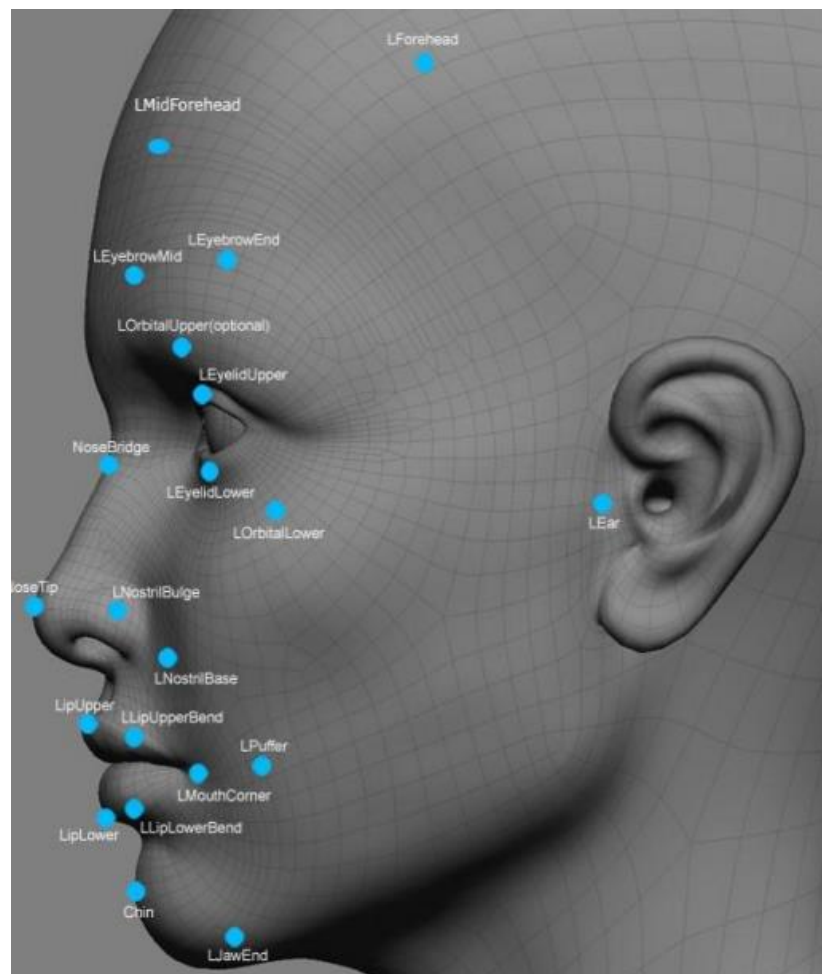 LForehead
LMidForehead
LEyebrowEnd
LEyebrowMid
LOrbitalUpper(optional)
LEyelidUpper
NoseBridge
LEyelidLower
LOrbitalLower
LEar
NoseTip
LNostrilBulge
LNostrilBase
LipUpper
LLipUpperBend
LPuffer
LMouthCorner
LipLower
LLipLowerBend
Chin
LJawEnd